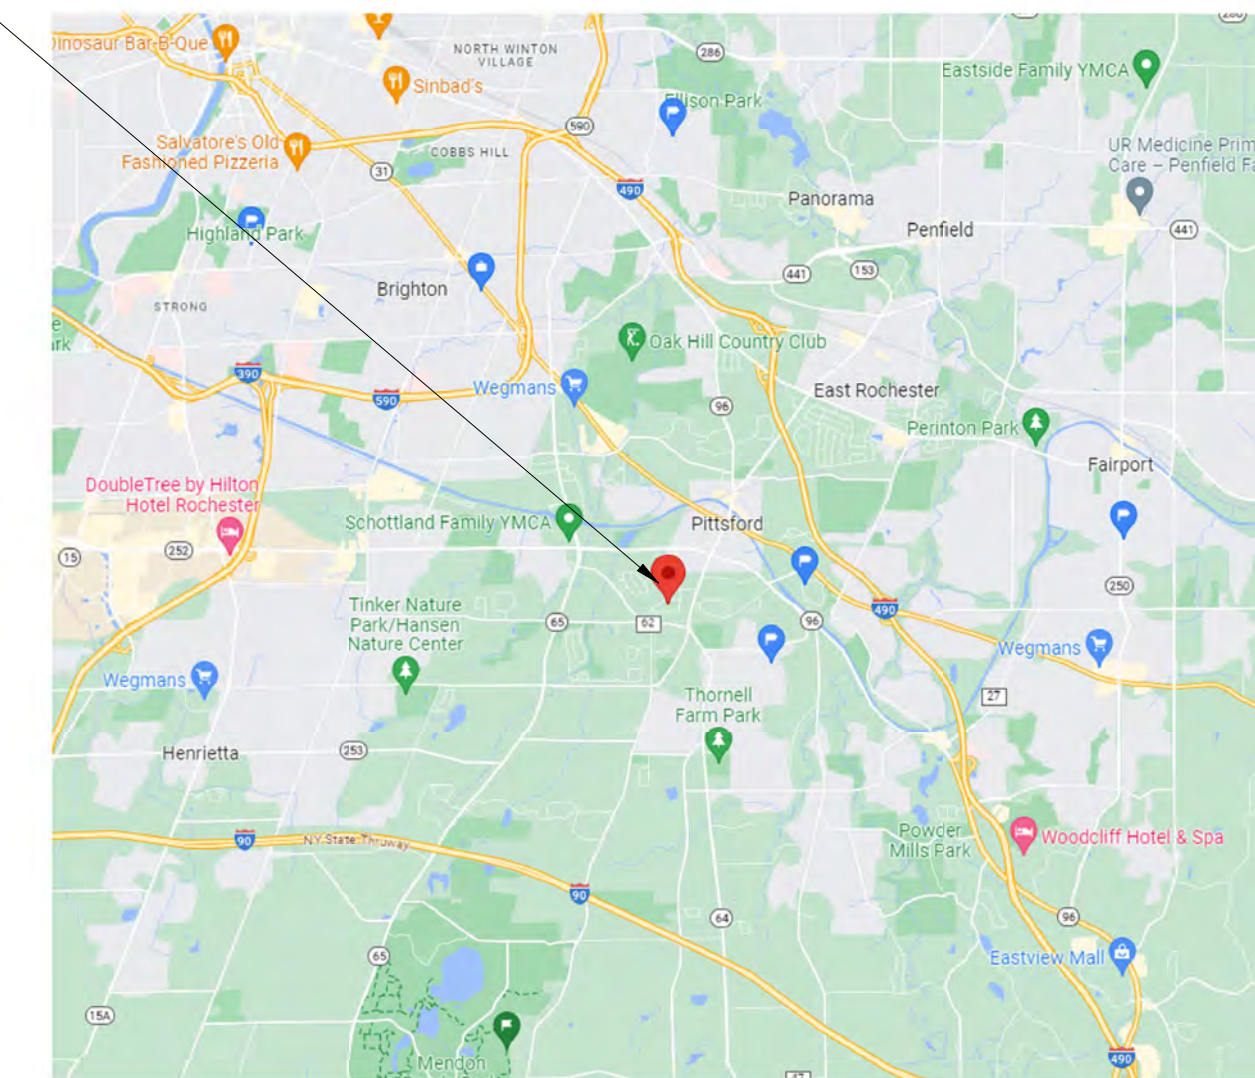 286
Dinosaur Bar-B-Que
NORTH WINTON
VILLAGE
286
Eastside Family YMCA
Sinbad's
Ellison Park
590
Salvatore's Old
Fashioned Pizzeria
COBBS HILL
31
490
UR Medicine Prim
Care – Penfield Fa
Panorama
Highland Park
Penfield
441
441
153
Brighton
STRONG
Oak Hill Country Club
390
590
Wegmans
96
East Rochester
Perinton Park
Fairport
DoubleTree by Hilton
Hotel Rochester
Schottland Family YMCA
Pittsford
15
252
250
Tinker Nature
Park/Hansen
Nature Center
65
62
96
490
Wegmans
Wegmans
27
Thornell
Farm Park
Henrietta
253
90
NY State Thruway
Powder
Mills Park
Woodcliff Hotel & Spa
90
64
96
65
Eastview Mall
15A
Mendon
490